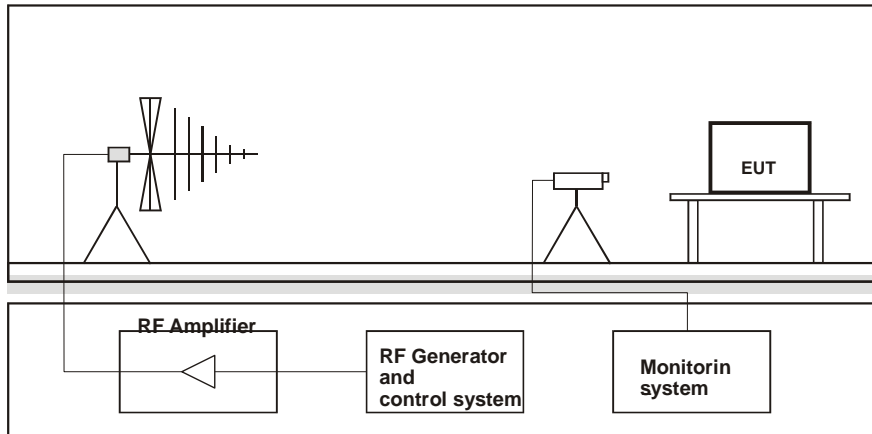 EUT
RF Amplifier
RF Generator
and
control system
Monitorin
system